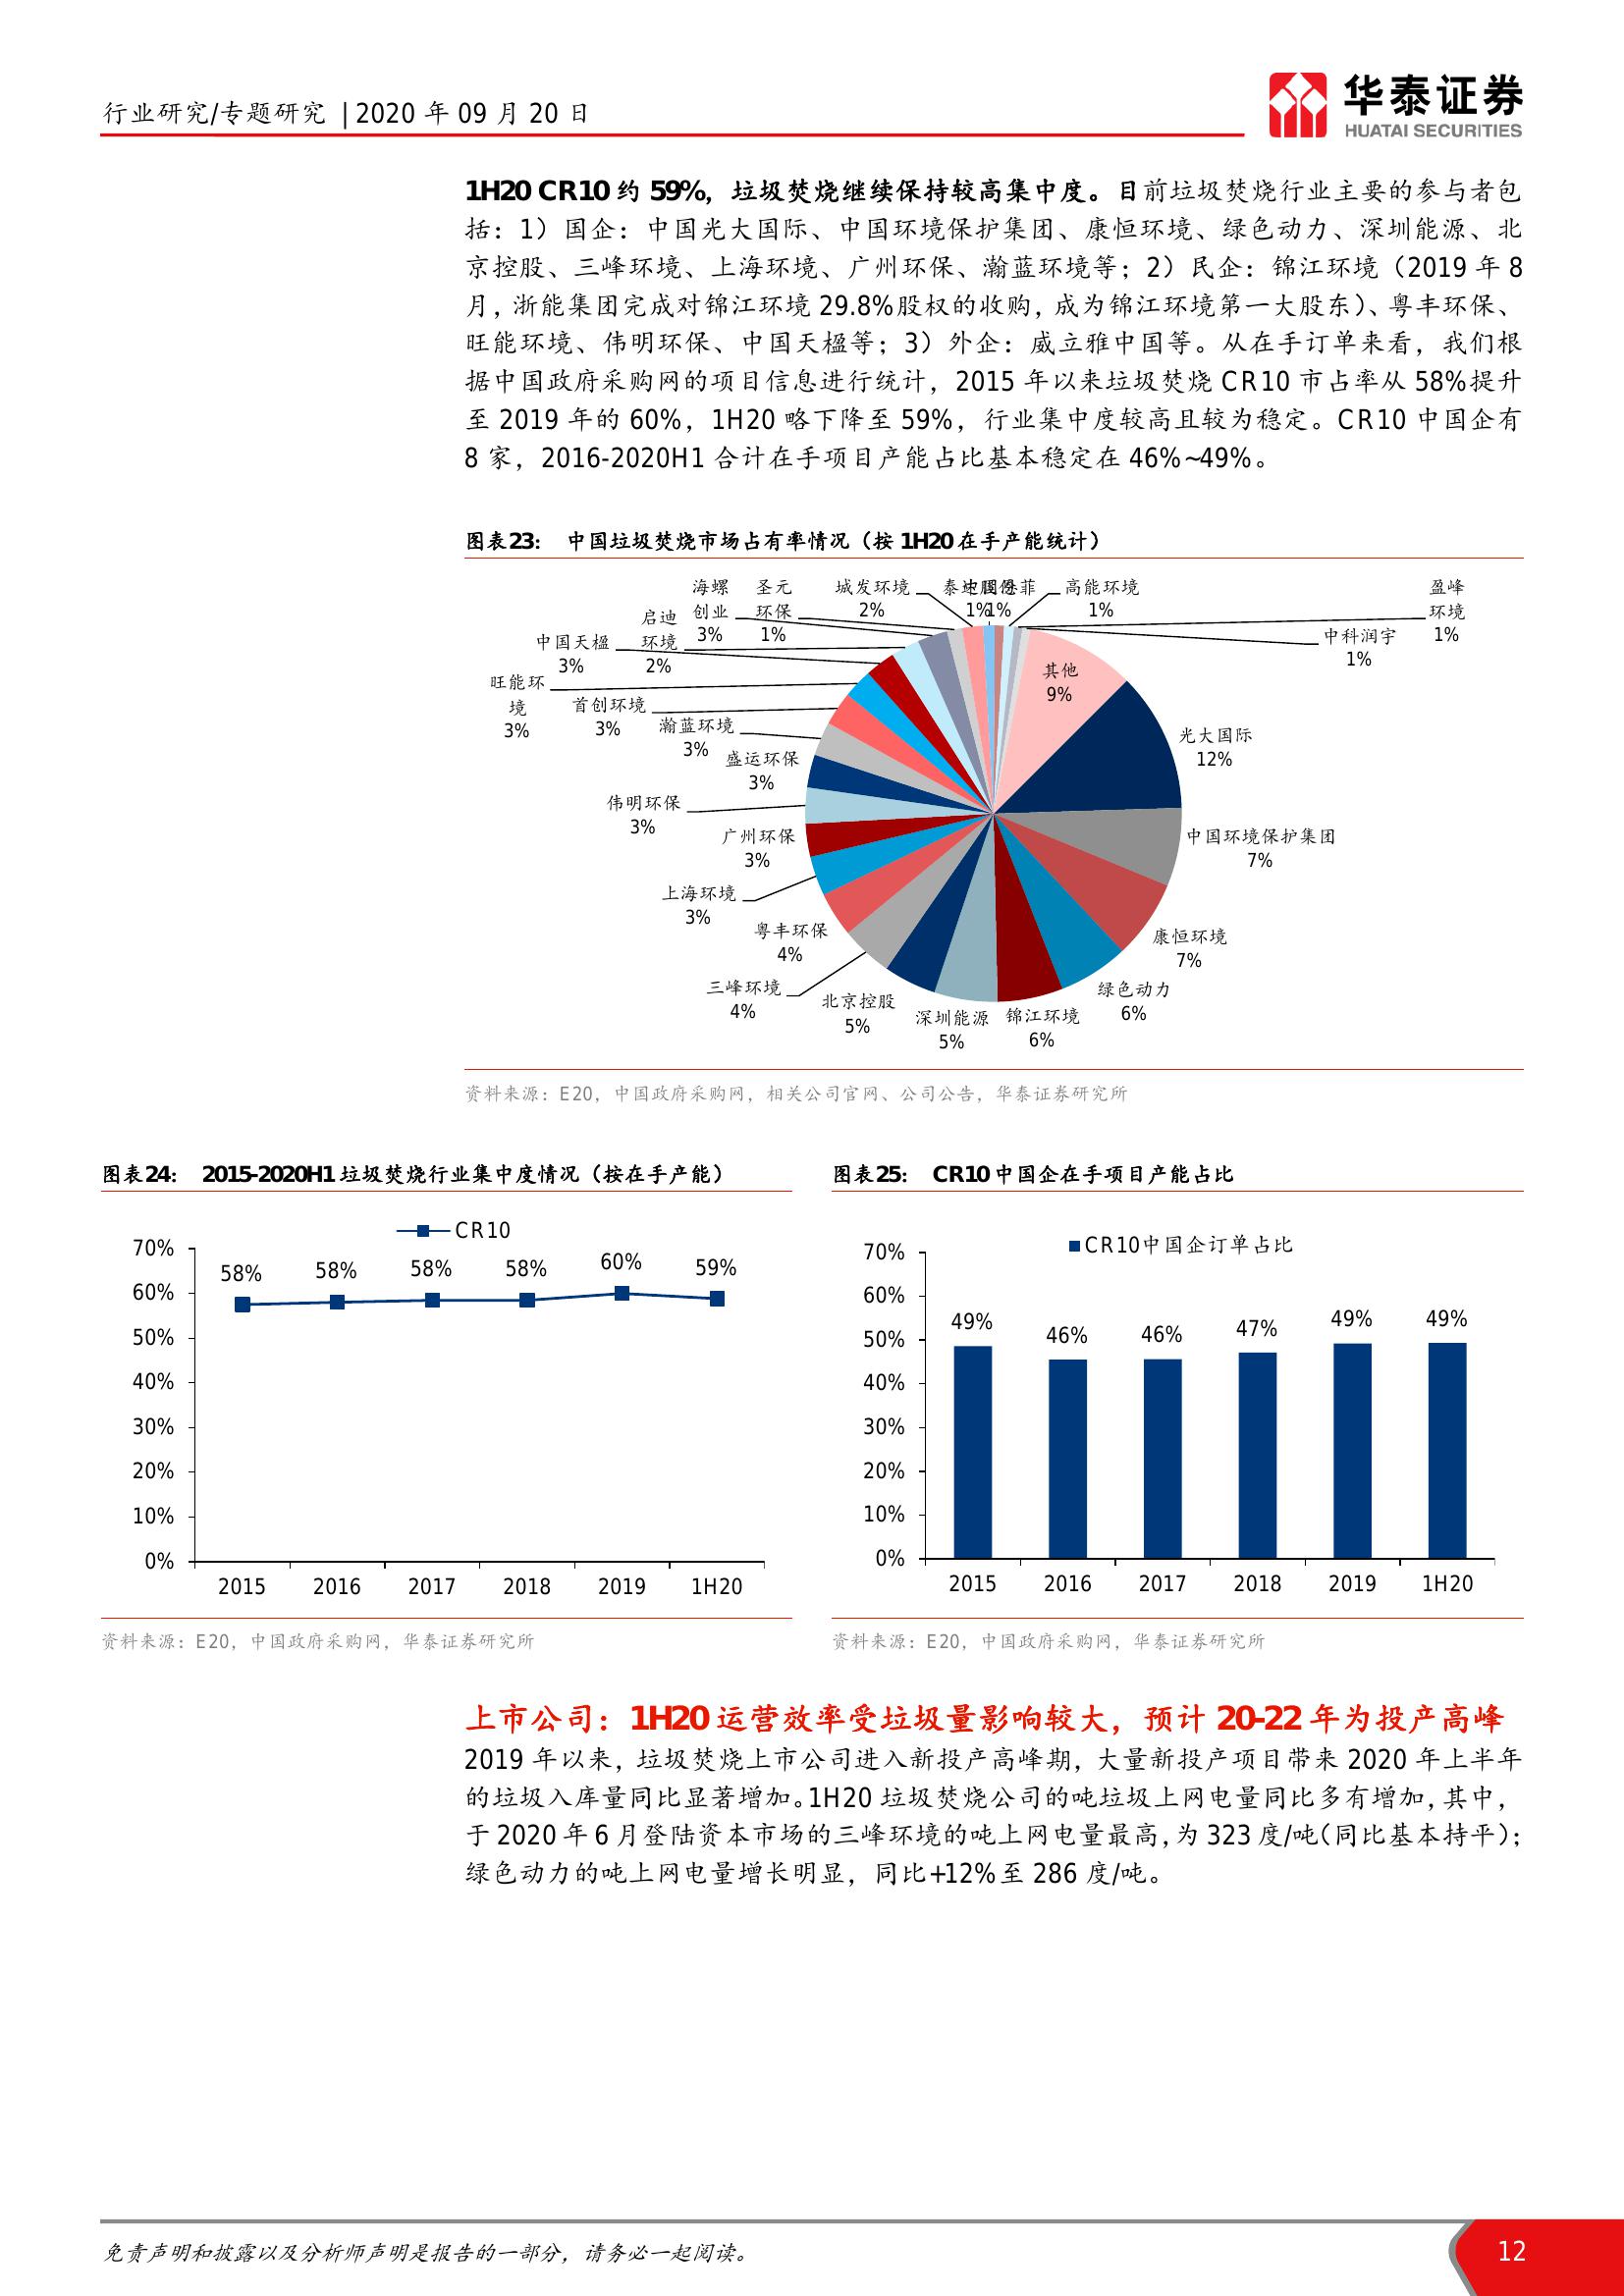 行业研究/专题研究 | 2020 年 09 月 20 日
华泰证券
HUATAI SECURITIES
1H20 CR10 约 59%，垃圾焚烧继续保持较高集中度。目前垃圾焚烧行业主要的参与者包
括：1）国企：中国光大国际、中国环境保护集团、康恒环境、绿色动力、深圳能源、北
京控股、三峰环境、上海环境、广州环保、瀚蓝环境等；2）民企：锦江环境（2019 年 8
月，浙能集团完成对锦江环境 29.8%股权的收购，成为锦江环境第一大股东）、粤丰环保、
旺能环境、伟明环保、中国天楹等；3）外企：威立雅中国等。从在手订单来看，我们根
据中国政府采购网的项目信息进行统计，2015 年以来垃圾焚烧 CR10 市占率从 58%提升
至 2019 年的 60%，1H20 略下降至 59%，行业集中度较高且较为稳定。CR10 中国企有
8 家，2016-2020H1 合计在手项目产能占比基本稳定在 46%~49%。
图表23： 中国垃圾焚烧市场占有率情况（按 1H20 在手产能统计）
海螺
创业
3%
圣元
环保
1%
城发环境
2%
1%
1%
高能环境
1%
盈峰
环境
1%
启迪
环境
2%
中国天楹
3%
中科润宇
1%
其他
9%
旺能环
境
3%
首创环境
3%
瀚蓝环境
3%
光大国际
12%
盛运环保
3%
伟明环保
3%
广州环保
3%
中国环境保护集团
7%
上海环境
3%
粤丰环保
4%
康恒环境
7%
三峰环境
4%
北京控股
5%
深圳能源
5%
锦江环境
6%
绿色动力
6%
资料来源：E20，中国政府采购网，相关公司官网、公司公告，华泰证券研究所
图表24： 2015-2020H1 垃圾焚烧行业集中度情况（按在手产能）
CR10
70%
60%
50%
40%
30%
20%
10%
0%
58% 58% 58% 58% 60% 59%
2015 2016 2017 2018 2019 1H20
资料来源：E20，中国政府采购网，华泰证券研究所
图表25： CR10 中国企在手项目产能占比
CR10中国企订单占比
70%
60%
50%
40%
30%
20%
10%
0%
49% 46% 46% 47% 49% 49%
2015 2016 2017 2018 2019 1H20
资料来源：E20，中国政府采购网，华泰证券研究所
上市公司：1H20 运营效率受垃圾量影响较大，预计 20-22 年为投产高峰
2019 年以来，垃圾焚烧上市公司进入新投产高峰期，大量新投产项目带来 2020 年上半年
的垃圾入库量同比显著增加。1H20 垃圾焚烧公司的吨垃圾上网电量同比多有增加，其中，
于 2020 年 6 月登陆资本市场的三峰环境的吨上网电量最高，为 323 度/吨（同比基本持平）；
绿色动力的吨上网电量增长明显，同比+12%至 286 度/吨。
免责声明和披露以及分析师声明是报告的一部分，请务必一起阅读。
12